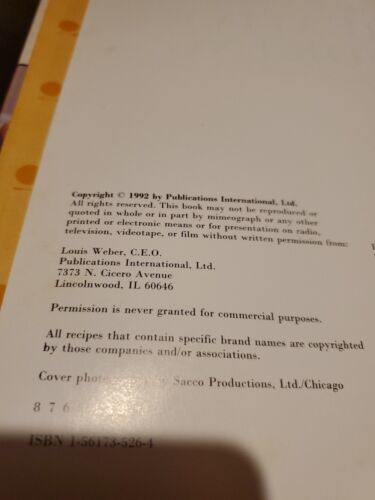 Copyright © 1992 by Publications International, Ltd.
All rights reserved. This book may not be reproduced or
quoted in whole or in part by mimeograph or any other
printed or electronic means or for presentation on radio,
television, videotape, or film without written permission from:
Louis Weber, C.E.O.
Publications International, Ltd.
7373 N. Cicero Avenue
Lincolnwood, IL 60646
Permission is never granted for commercial purposes.
All recipes that contain specific brand names are copyrighted
by those companies and/or associations.
Cover Sacco Productions, Ltd./Chicago
8 7 6
ISBN 1-56173-526-4